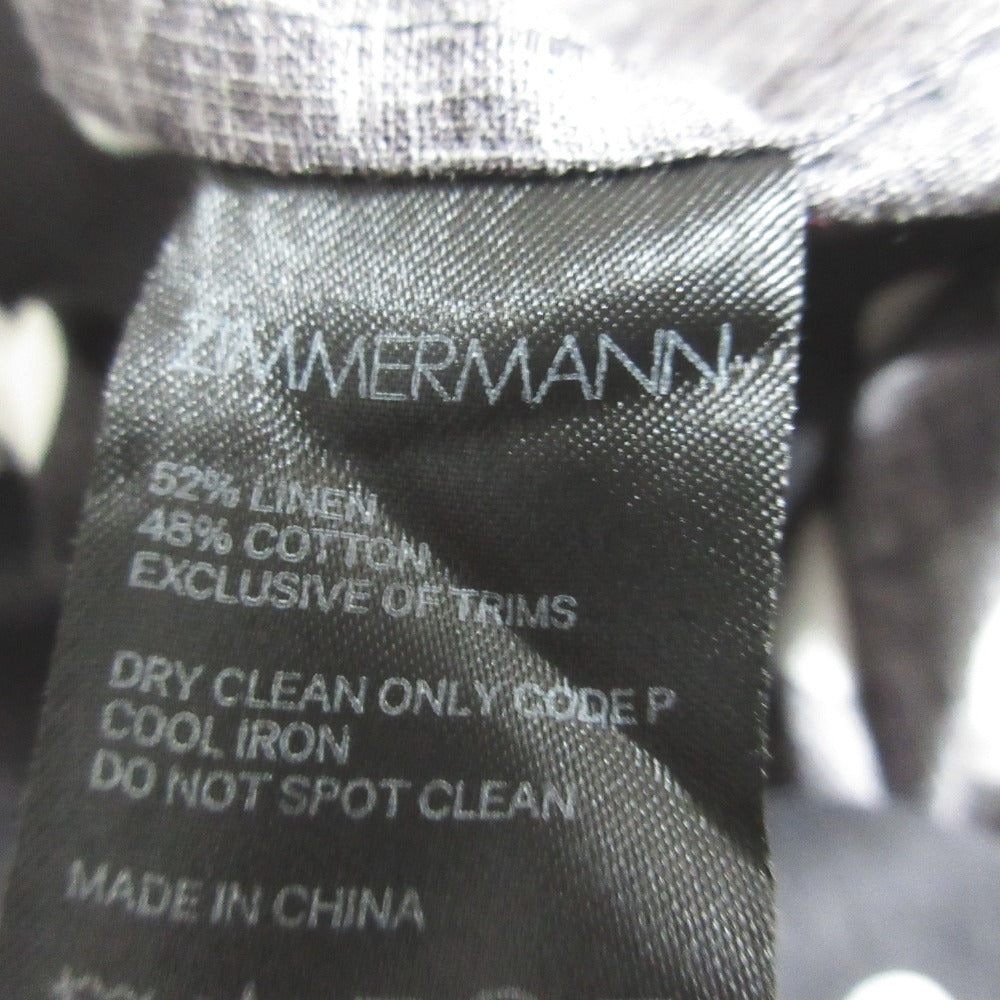 ZIMMERMANN
52% LINEN
48% COTTON
EXCLUSIVE OF TRIMS
DRY CLEAN ONLY CODE P
COOL IRON
DO NOT SPOT CLEAN
MADE IN CHINA